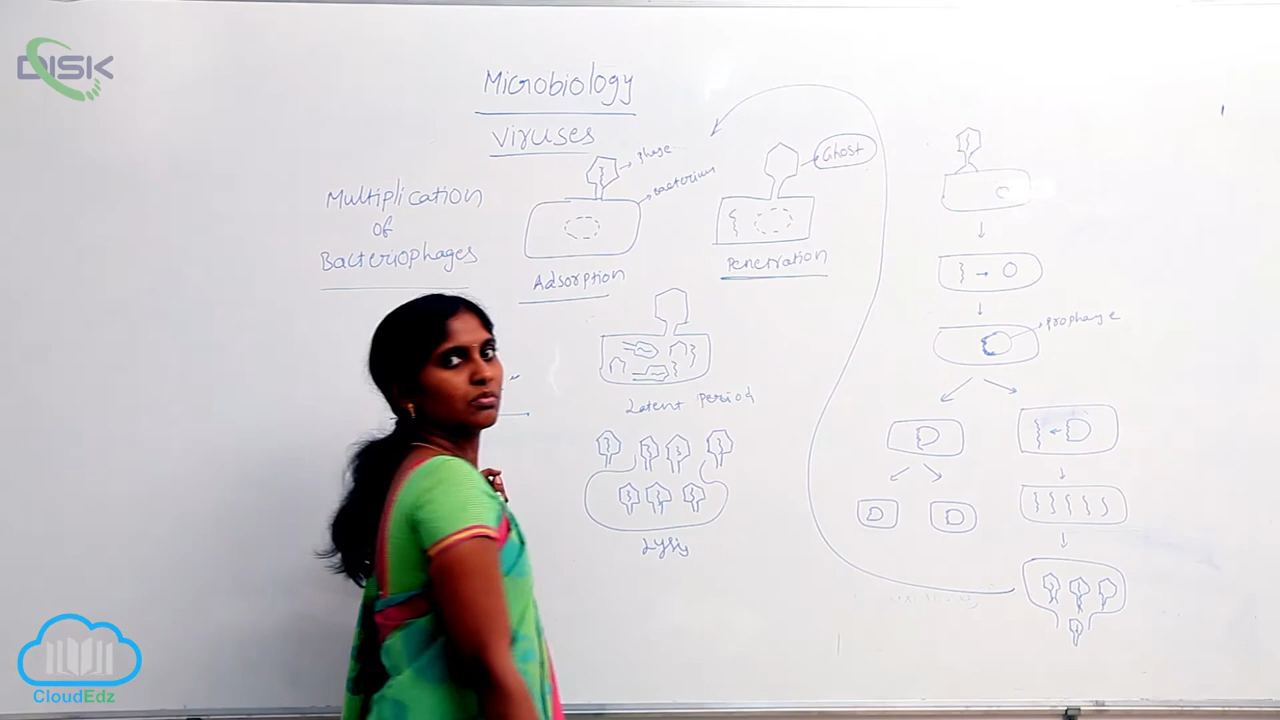 DISK
Microbiology
viruses
Multiplication
of
Bacteriophages
phage
Bacterium
Adsorption
Ghost
Penetration
Latent period
Lysis
prophage
CloudEdz